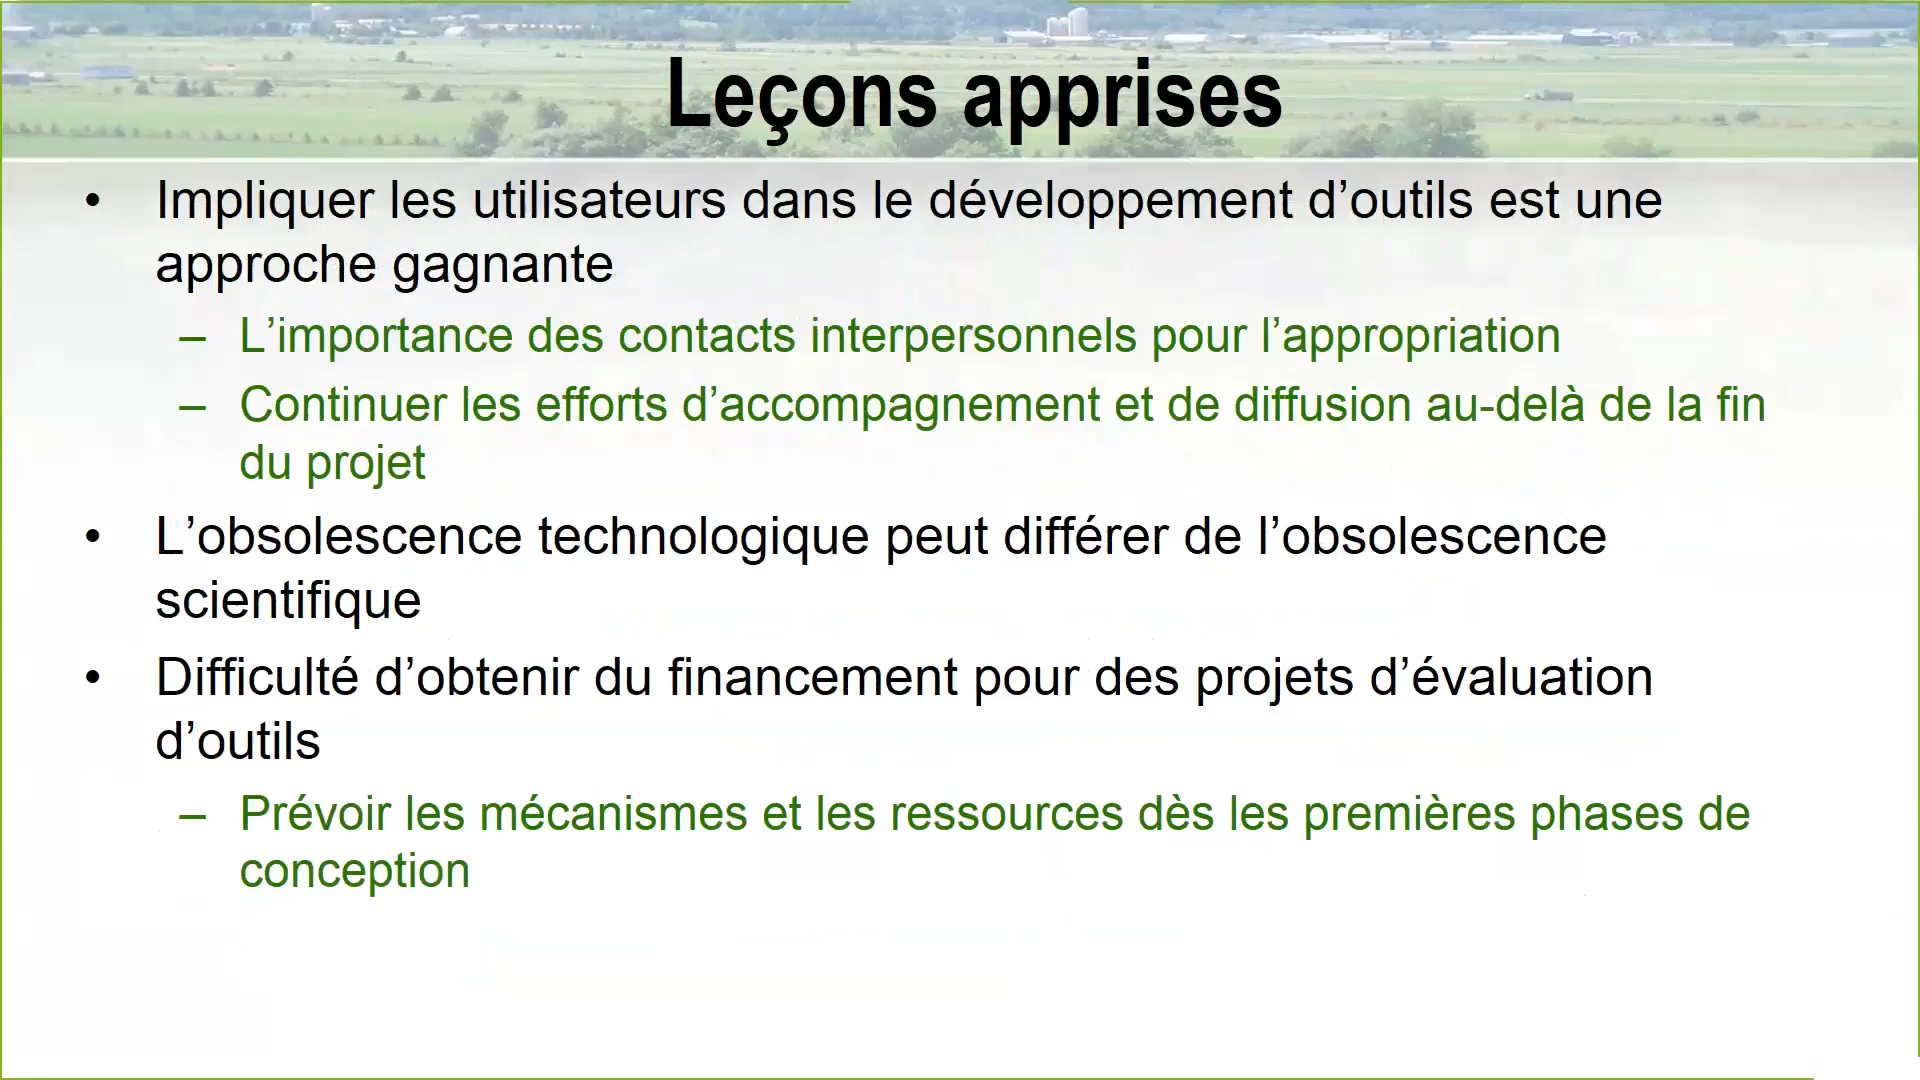 Leçons apprises
• Impliquer les utilisateurs dans le développement d’outils est une
approche gagnante
– L’importance des contacts interpersonnels pour l’appropriation
– Continuer les efforts d’accompagnement et de diffusion au-delà de la fin
du projet
• L’obsolescence technologique peut différer de l’obsolescence
scientifique
• Difficulté d’obtenir du financement pour des projets d’évaluation
d’outils
– Prévoir les mécanismes et les ressources dès les premières phases de
conception